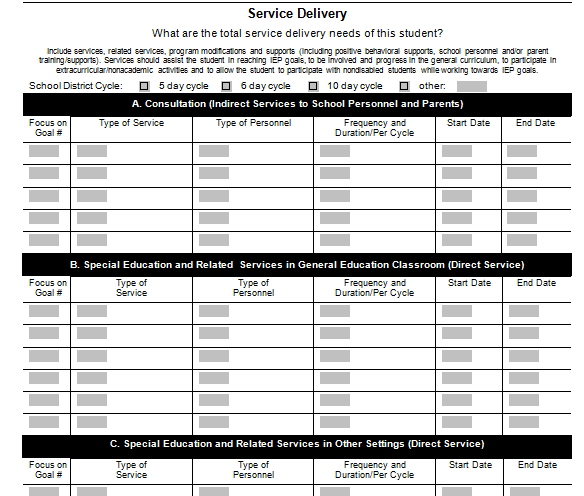 Service Delivery
What are the total service delivery needs of this student?
Include services, related services, program modifications and supports (including positive behavioral supports, school personnel and/or parent
training/supports). Services should assist the student in reaching IEP goals, to be involved and progress in the general curriculum, to participate in
extracurricular/nonacademic activities and to allow the student to participate with nondisabled students while working towards IEP goals.
School District Cycle: 5 day cycle 6 day cycle 10 day cycle other:
A. Consultation (Indirect Services to School Personnel and Parents)
Focus on Goal # Type of Service Type of Personnel Frequency and Duration/Per Cycle Start Date End Date
B. Special Education and Related Services in General Education Classroom (Direct Service)
Focus on Goal # Type of Service Type of Personnel Frequency and Duration/Per Cycle Start Date End Date
C. Special Education and Related Services in Other Settings (Direct Service)
Focus on Goal # Type of Service Type of Personnel Frequency and Duration/Per Cycle Start Date End Date